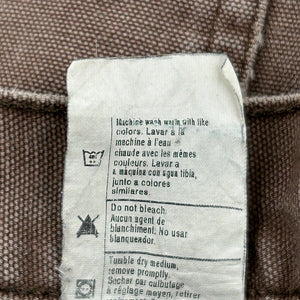 Machine wash warm with like
colors. Lavar à la
machine à l'eau
chaude avec les mêmes
couleurs. Lavar a
a máquina con agua tibia,
junto a colores
similares.
Do not bleach.
Aucun agent de
blanchiment. No usar
blanqueador.
Tumble dry medium,
remove promptly.
Sécher par culbutage
à réglage moyen, retirer